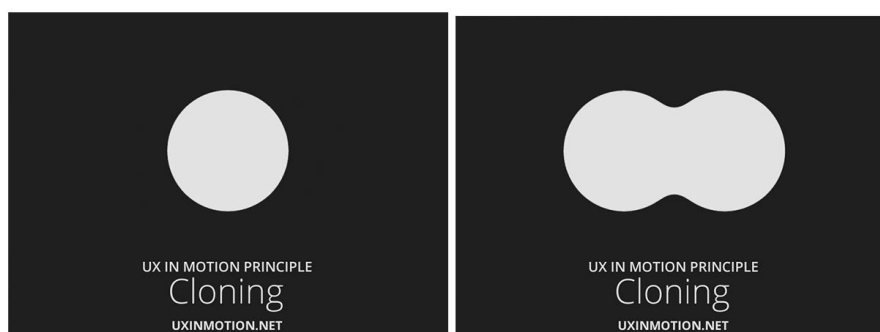 UX IN MOTION PRINCIPLE
Cloning
UXINMOTION.NET
UX IN MOTION PRINCIPLE
Cloning
UXINMOTION.NET